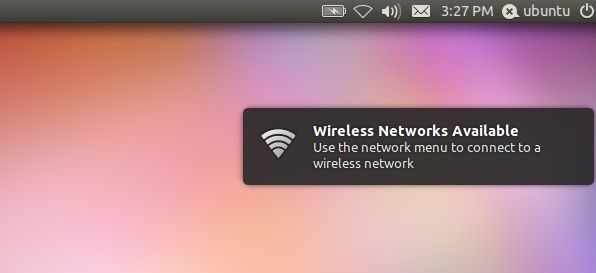 3:27 PM ubuntu
Wireless Networks Available
Use the network menu to connect to a
wireless network